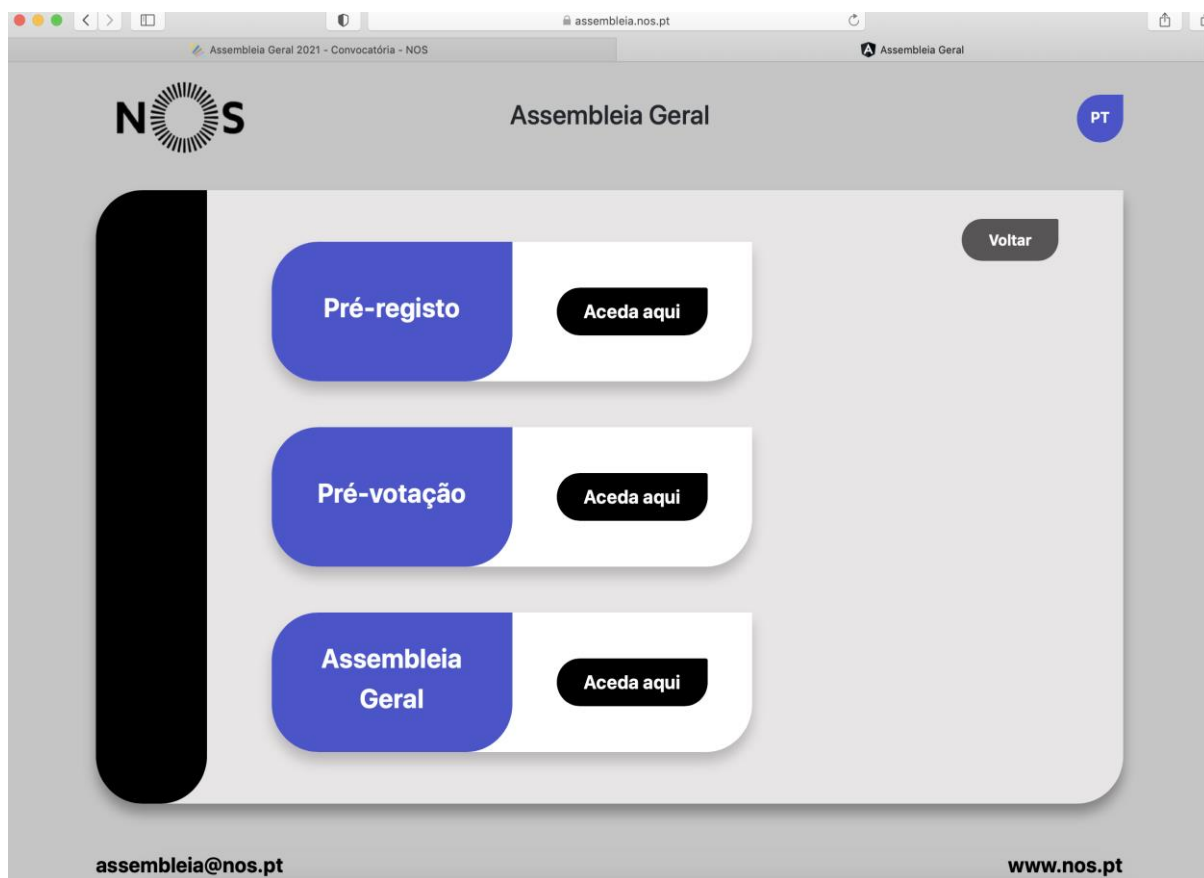 assembleia.nos.pt
Assembleia Geral 2021 - Convocatória - NOS
Assembleia Geral
NOS
Assembleia Geral
PT
Voltar
Pré-registo
Aceda aqui
Pré-votação
Aceda aqui
Assembleia
Geral
Aceda aqui
assembleia@nos.pt
www.nos.pt